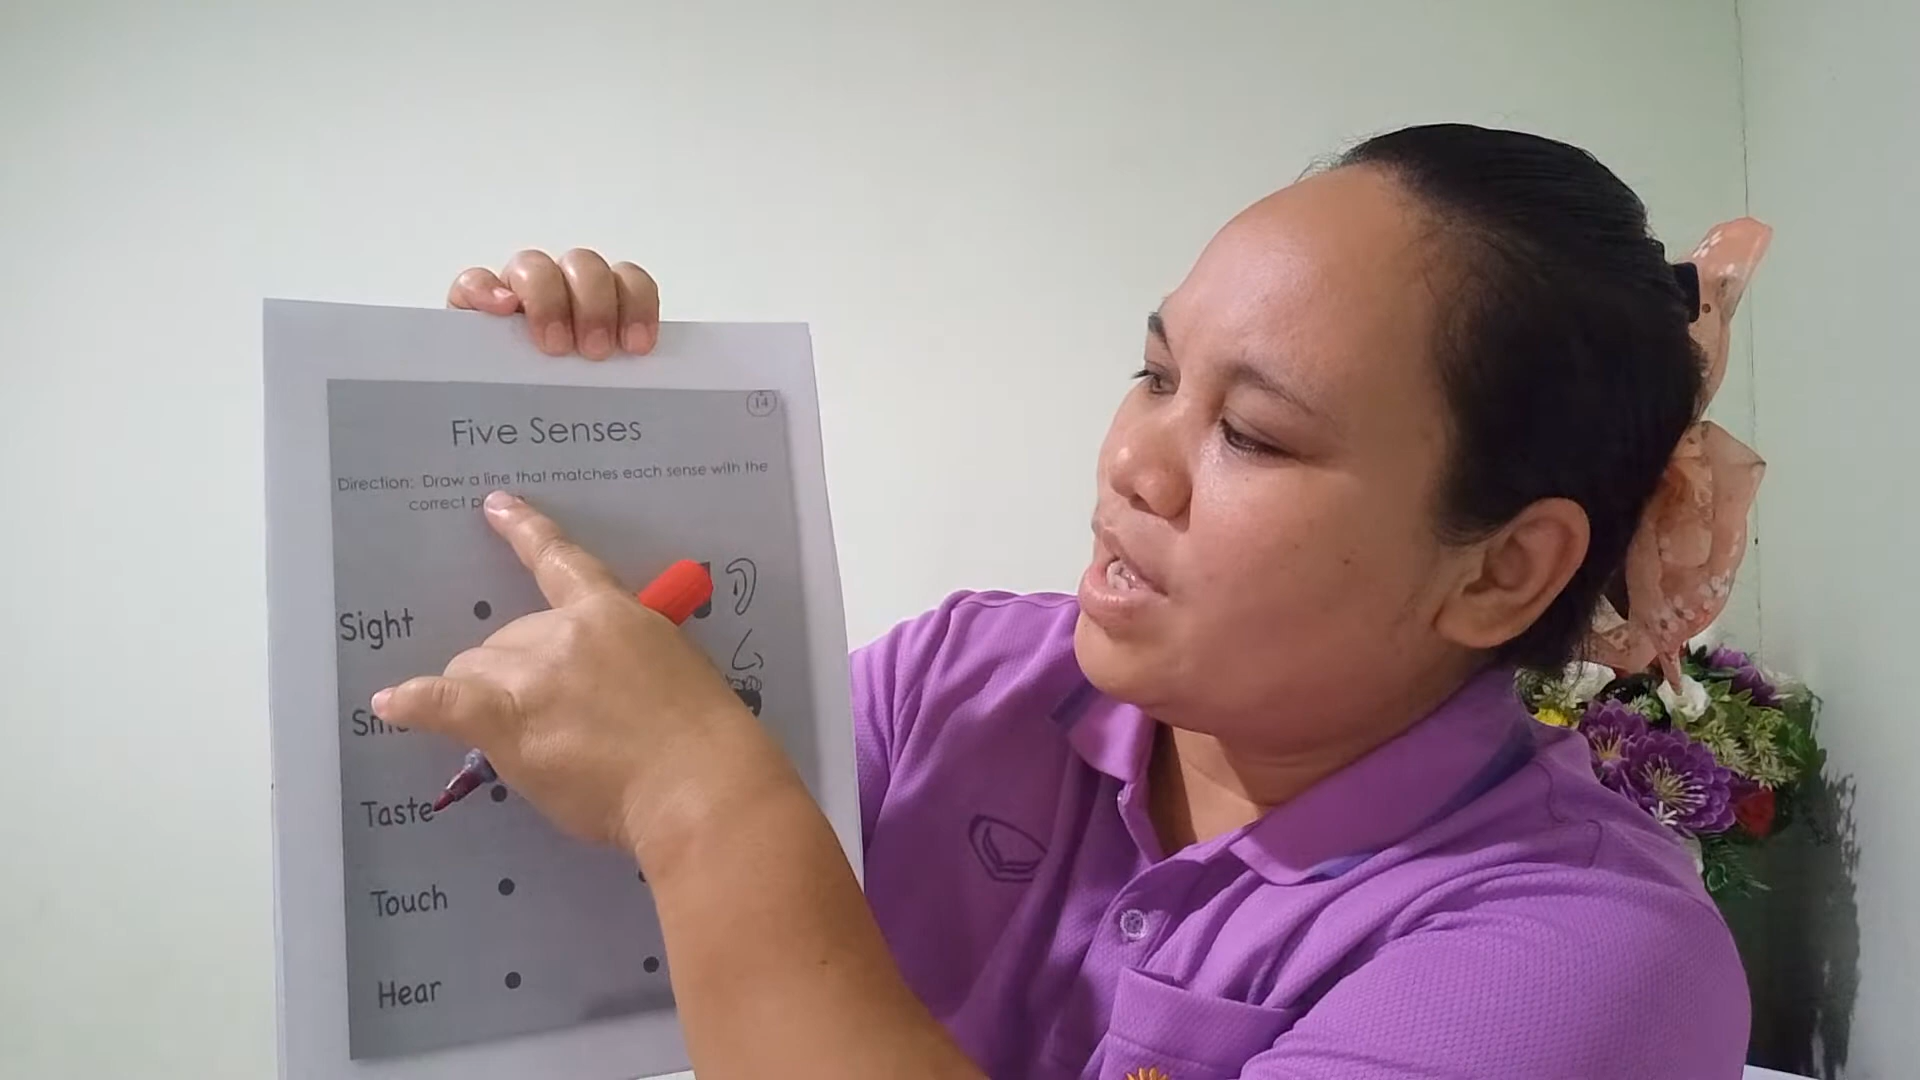 14
Five Senses
Direction: Draw a line that matches each sense with the
correct
Sight
Taste
Touch
Hear